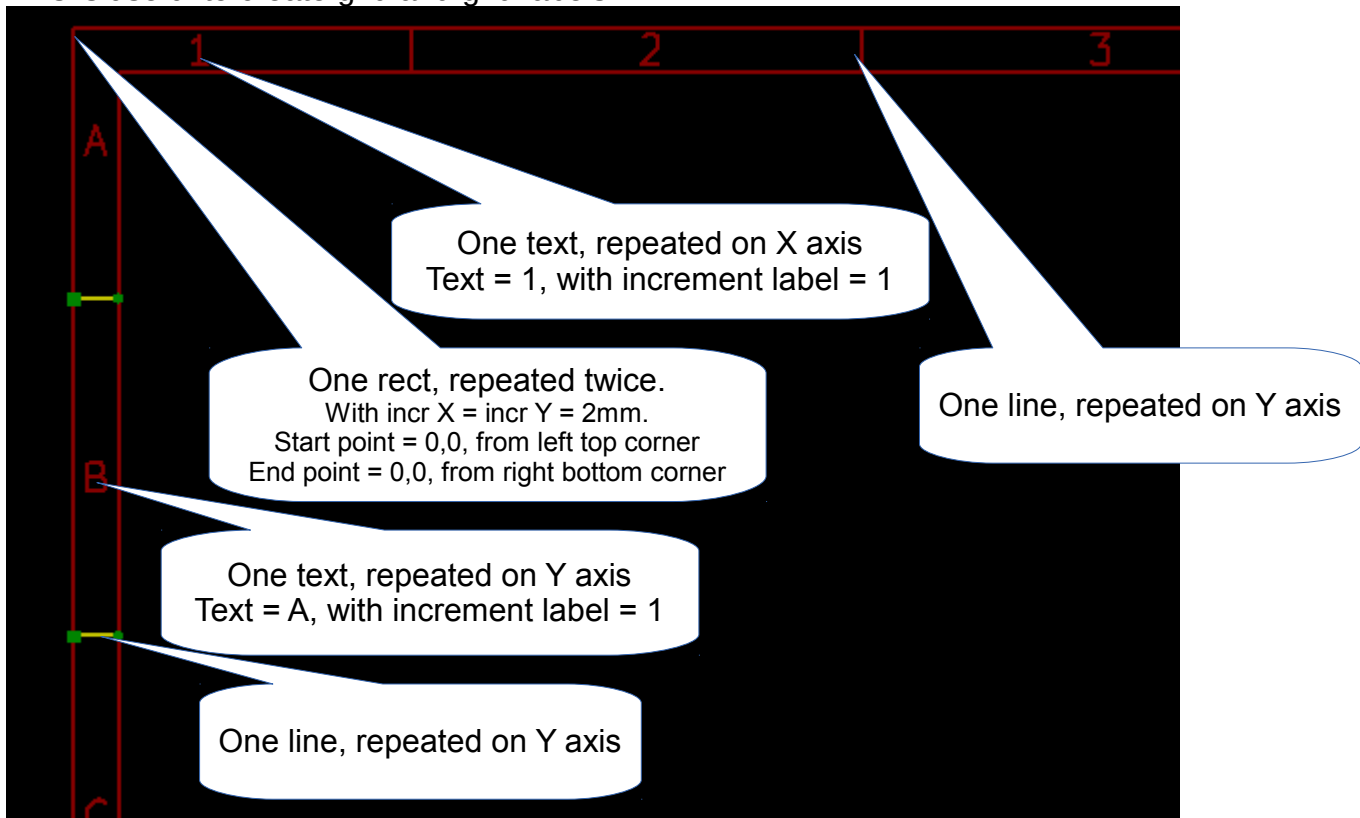 1 2 3
A
One text, repeated on X axis
Text = 1, with increment label = 1
One rect, repeated twice.
With incr X = incr Y = 2mm.
Start point = 0,0, from left top corner
End point = 0,0, from right bottom corner
One line, repeated on Y axis
B
One text, repeated on Y axis
Text = A, with increment label = 1
One line, repeated on Y axis
C